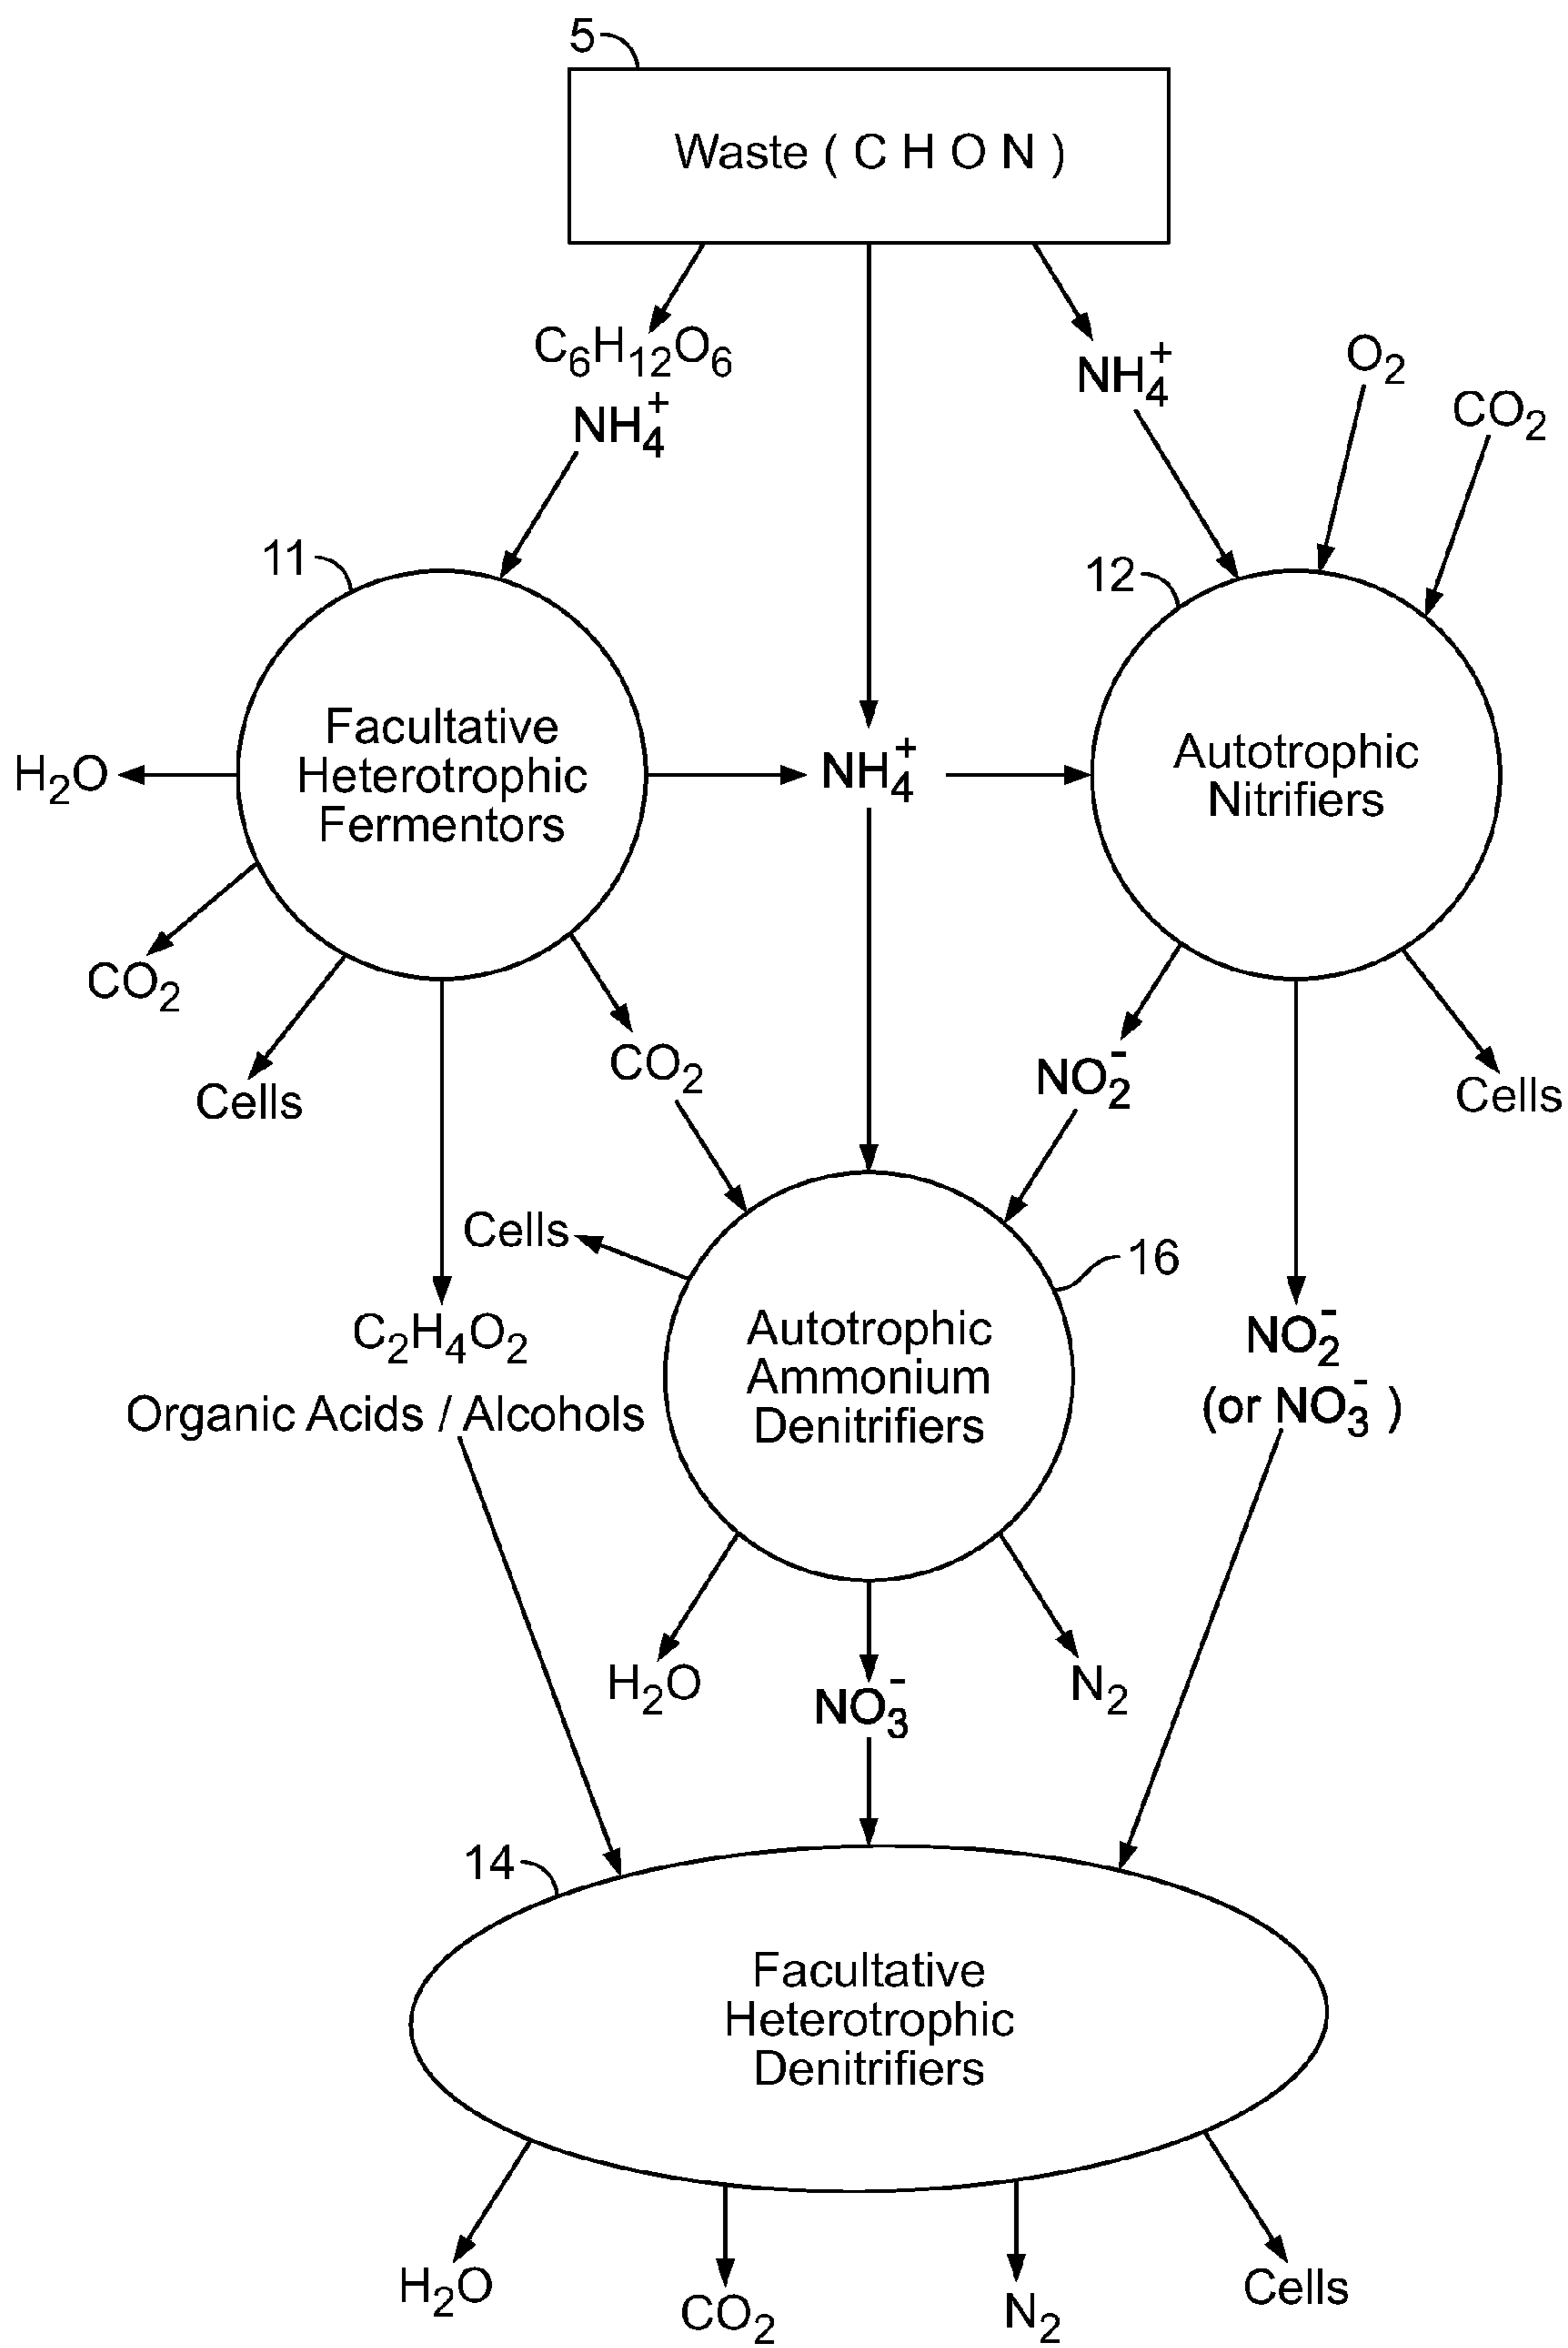 5
Waste ( C H O N )
C₆H₁₂O₆
NH₄⁺
NH₄⁺
O₂
CO₂
11
12
Facultative
Heterotrophic
Fermentors
H₂O
NH₄⁺
Autotrophic
Nitrifiers
CO₂
Cells
CO₂
NO₂⁻
Cells
Cells
16
C₂H₄O₂
Organic Acids / Alcohols
Autotrophic
Ammonium
Denitrifiers
NO₂⁻
(or NO₃⁻ )
H₂O
NO₃⁻
N₂
14
Facultative
Heterotrophic
Denitrifiers
H₂O
CO₂
N₂
Cells